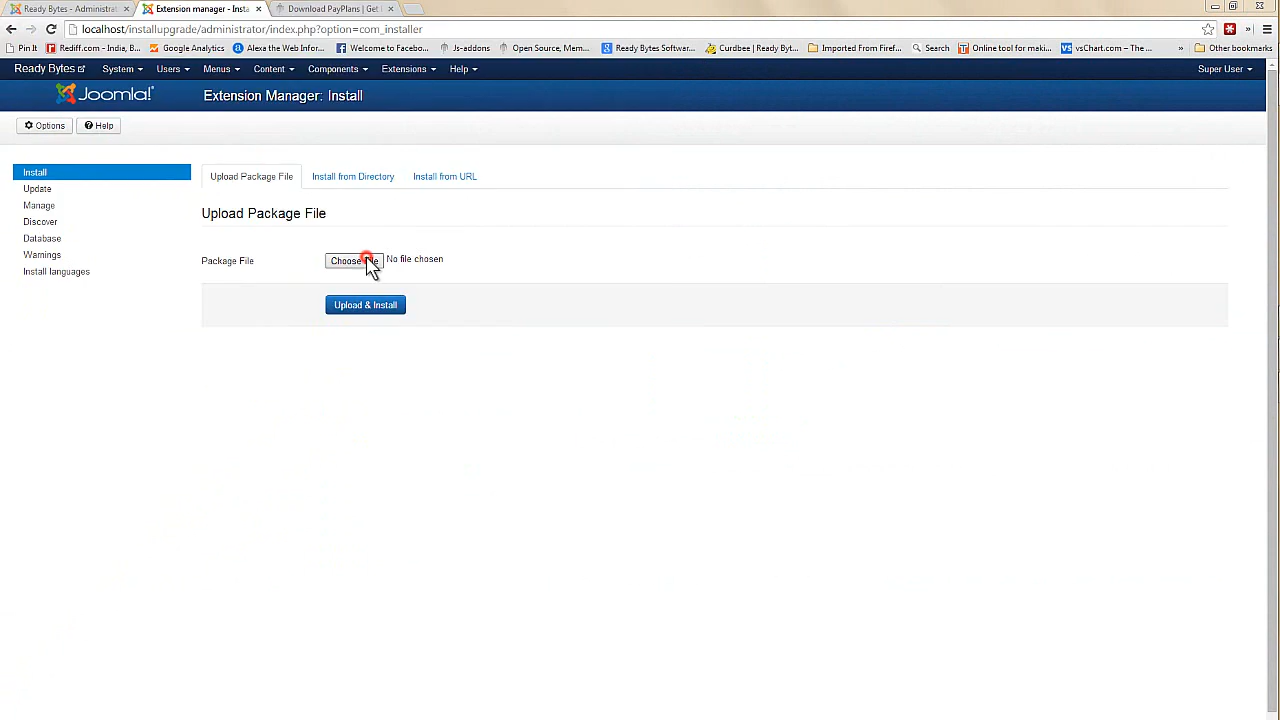 Ready Bytes - Administrat
Extension manager - Insta
Download PayPlans | Get
localhost/installupgrade/administrator/index.php?option=com_installer
Pin It
Rediff.com - India, B...
Google Analytics
Alexa the Web Infor...
Welcome to Facebo...
Js-addons
Open Source, Mem...
Ready Bytes Softwar...
Curdbee | Ready Byt...
Imported From Firef...
Search
Online tool for maki...
vsChart.com – The ...
»
Other bookmarks
Ready Bytes
System
Users
Menus
Content
Components
Extensions
Help
Super User
Joomla!
Extension Manager: Install
Options
Help
Install
Update
Manage
Discover
Database
Warnings
Install languages
Upload Package File
Install from Directory
Install from URL
Upload Package File
Package File
Choose
No file chosen
Upload & Install